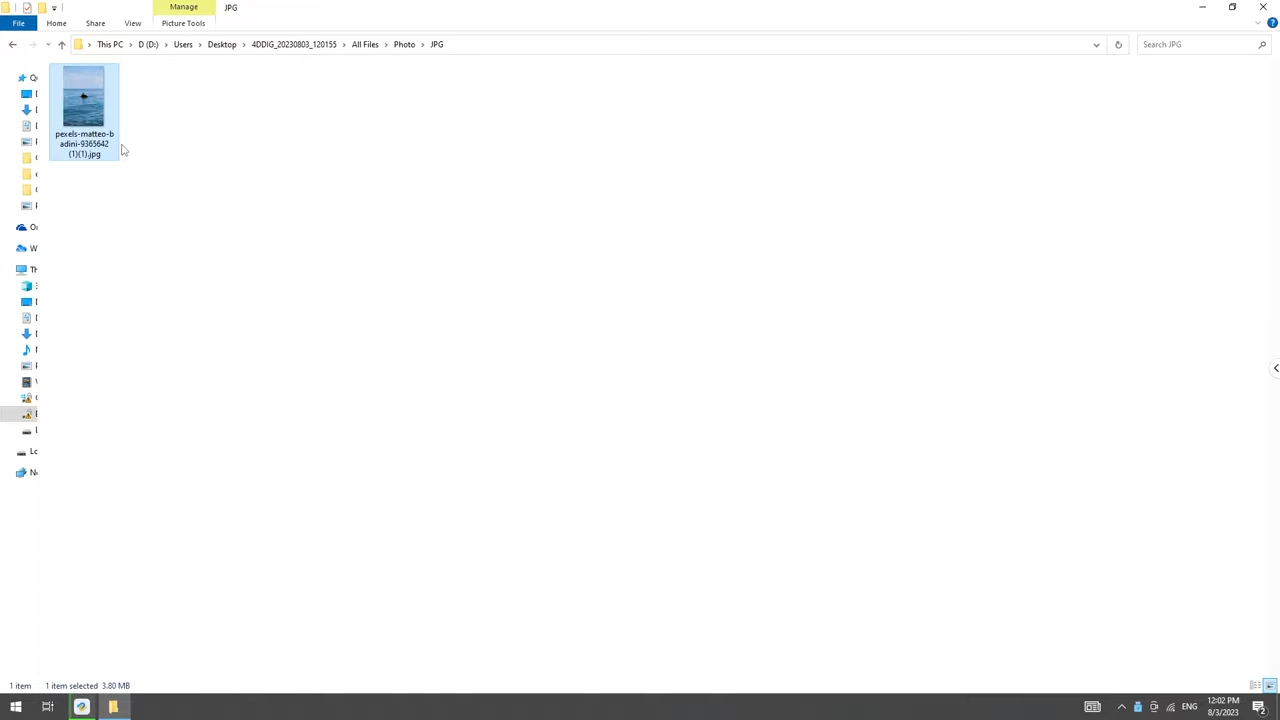 Manage
JPG
File
Home
Share
View
Picture Tools
This PC > D (D:) > Users > Desktop > 4DDIG_20230803_120155 > All Files > Photo > JPG
Search JPG
pexels-matteo-b
adini-9365642
(1)(1).jpg
1 item
1 item selected 3.80 MB
ENG
12:02 PM
8/3/2023
2